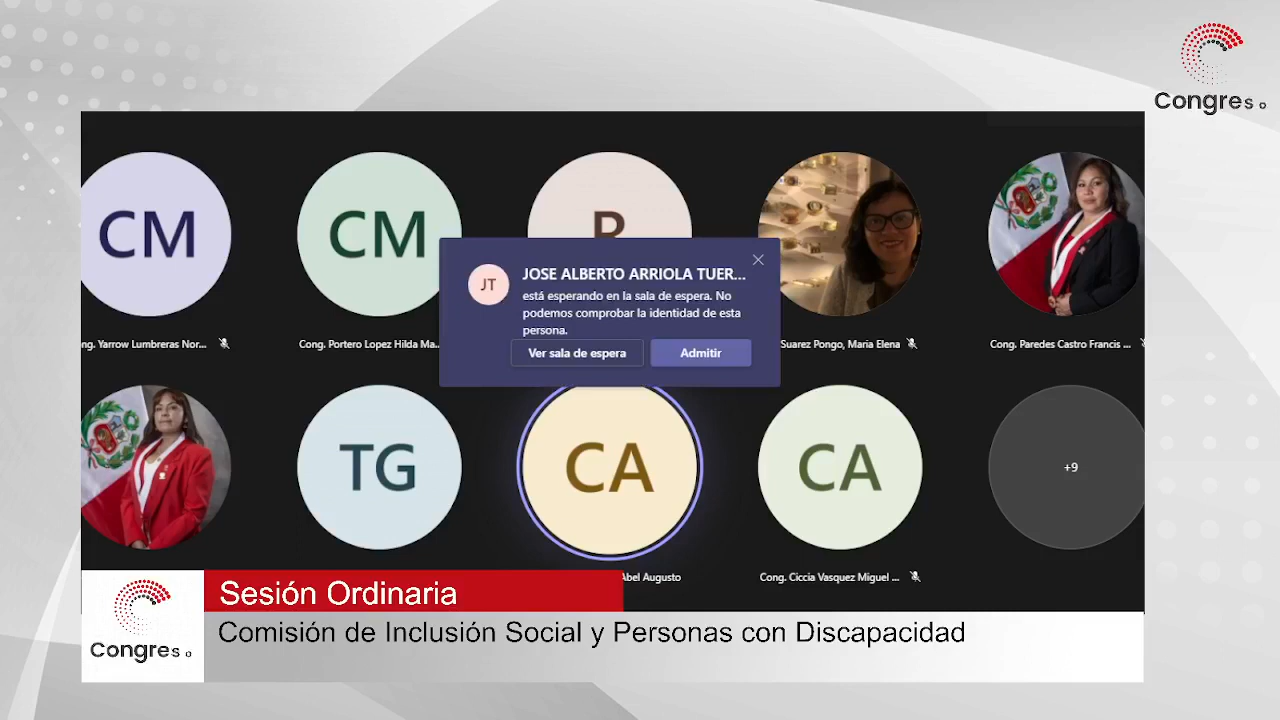 Congreso
CM
CM
R
JT
JOSE ALBERTO ARRIOLA TUER...
está esperando en la sala de espera. No
podemos comprobar la identidad de esta
persona.
Ver sala de espera
Admitir
ng. Yarrow Lumbreras Nor...
Cong. Portero Lopez Hilda Ma...
Suarez Pongo, Maria Elena
Cong. Paredes Castro Francis ...
TG
CA
CA
+9
Abel Augusto
Cong. Ciccia Vasquez Miguel ...
Sesión Ordinaria
Comisión de Inclusión Social y Personas con Discapacidad
Congreso